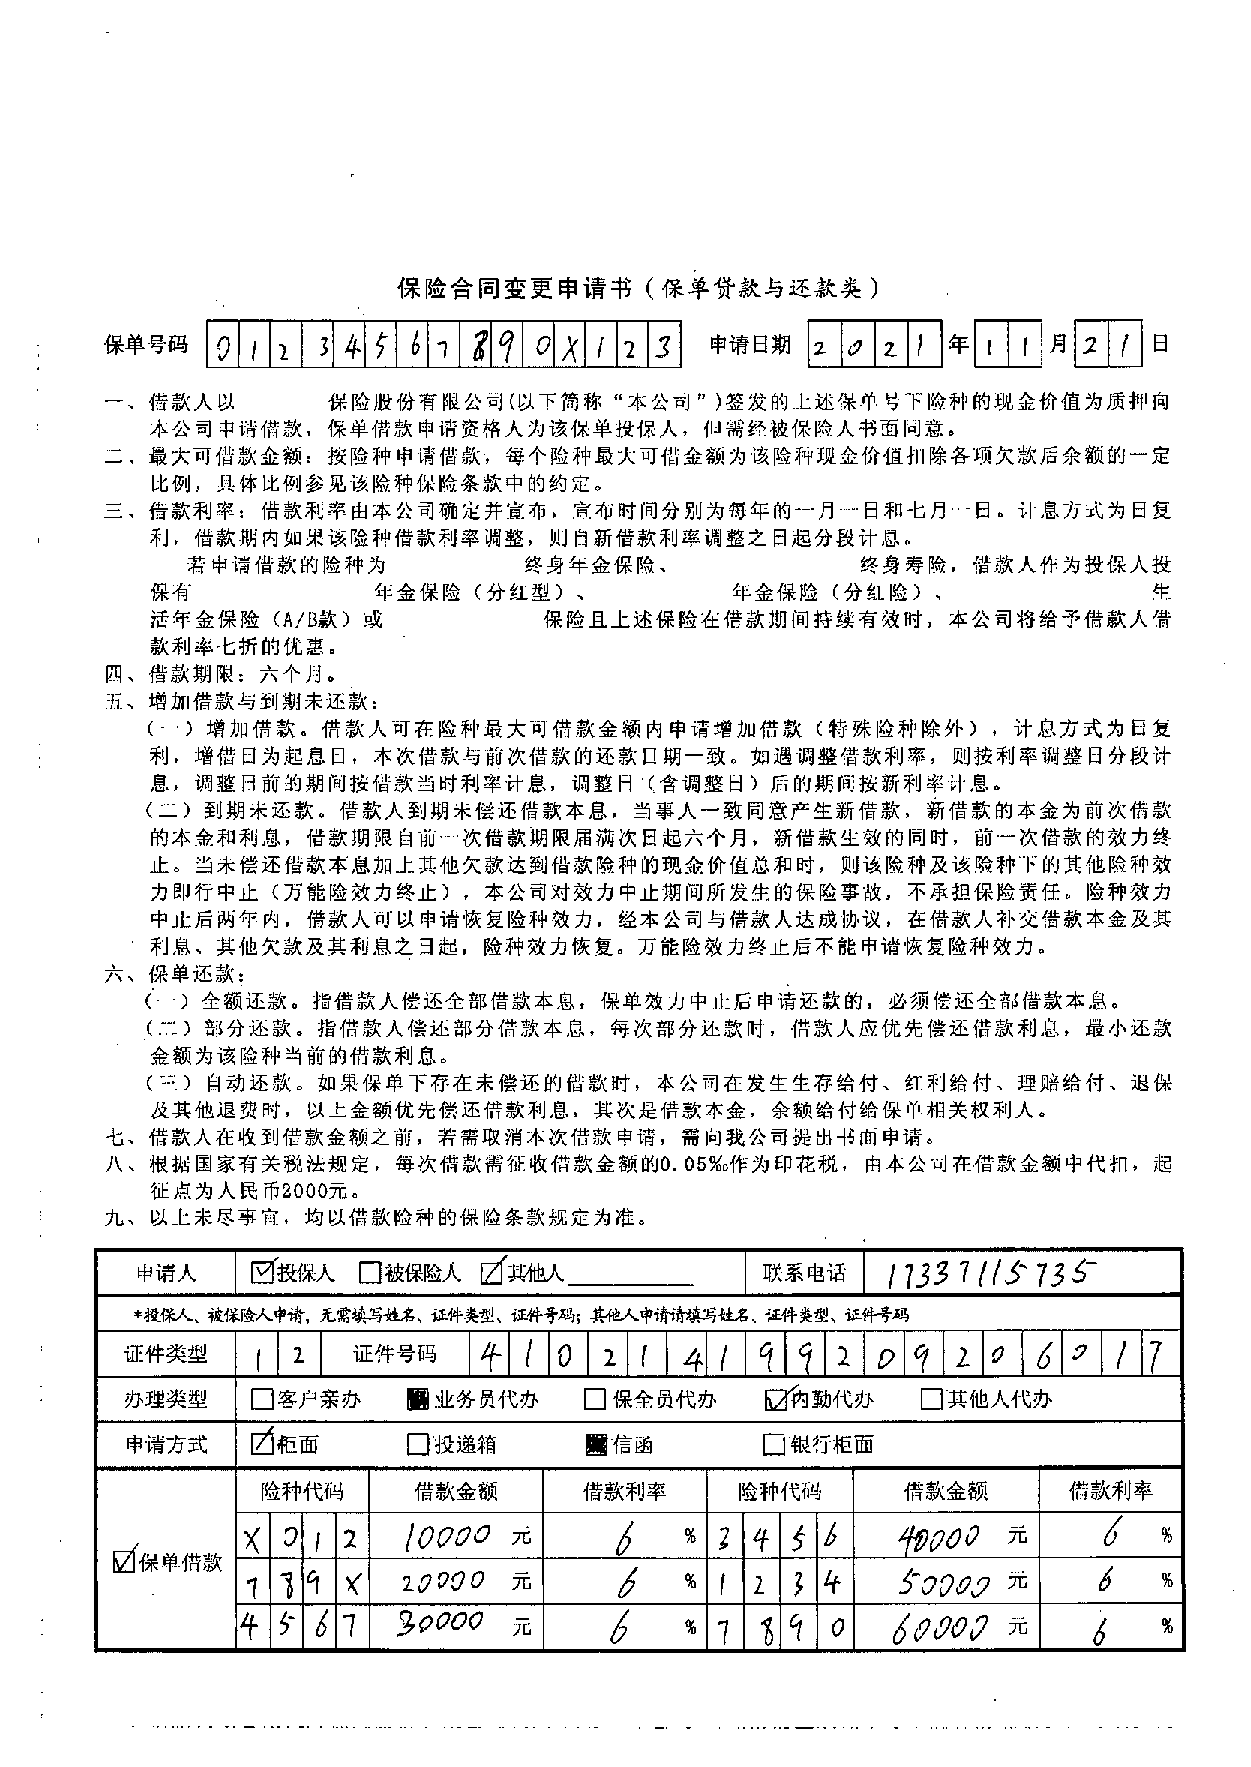 保险合同变更申请书（保单贷款与还款类）
保单号码 01234567890X123 申请日期 2021年11月21日
一、借款人以 保险股份有限公司(以下简称“本公司”)签发的上述保单号下险种的现金价值为质押向
本公司申请借款，保单借款申请资格人为该保单投保人，但需经被保险人书面同意。
二、最大可借款金额：按险种申请借款，每个险种最大可借金额为该险种现金价值扣除各项欠款后余额的一定
比例，具体比例参见该险种保险条款中的约定。
三、借款利率：借款利率由本公司确定并宣布，宣布时间分别为每年的一月一日和七月一日。计息方式为日复
利，借款期内如果该险种借款利率调整，则自新借款利率调整之日起分段计息。
若申请借款的险种为 终身年金保险、 终身寿险，借款人作为投保人投
保有 年金保险（分红型）、 年金保险（分红险）、 生
活年金保险（A/B款）或 保险且上述保险在借款期间持续有效时，本公司将给予借款人借
款利率七折的优惠。
四、借款期限：六个月。
五、增加借款与到期未还款：
（一）增加借款。借款人可在险种最大可借款金额内申请增加借款（特殊险种除外），计息方式为日复
利，增借日为起息日，本次借款与前次借款的还款日期一致。如遇调整借款利率，则按利率调整日分段计
息，调整日前的期间按借款当时利率计息，调整日（含调整日）后的期间按新利率计息。
（二）到期未还款。借款人到期未偿还借款本息，当事人一致同意产生新借款，新借款的本金为前次借款
的本金和利息，借款期限自前一次借款期限届满次日起六个月，新借款生效的同时，前一次借款的效力终
止。当未偿还借款本息加上其他欠款达到借款险种的现金价值总和时，则该险种及该险种下的其他险种效
力即行中止（万能险效力终止），本公司对效力中止期间所发生的保险事故，不承担保险责任。险种效力
中止后两年内，借款人可以申请恢复险种效力，经本公司与借款人达成协议，在借款人补交借款本金及其
利息、其他欠款及其利息之日起，险种效力恢复。万能险效力终止后不能申请恢复险种效力。
六、保单还款：
（一）全额还款。指借款人偿还全部借款本息，保单效力中止后申请还款的，必须偿还全部借款本息。
（二）部分还款。指借款人偿还部分借款本息，每次部分还款时，借款人应优先偿还借款利息，最小还款
金额为该险种当前的借款利息。
（三）自动还款。如果保单下存在未偿还的借款时，本公司在发生生存给付、红利给付、理赔给付、退保
及其他退费时，以上金额优先偿还借款利息，其次是借款本金，余额给付给保单相关权利人。
七、借款人在收到借款金额之前，若需取消本次借款申请，需向我公司提出书面申请。
八、根据国家有关税法规定，每次借款需征收借款金额的0.05‰作为印花税，由本公司在借款金额中代扣，起
征点为人民币2000元。
九、以上未尽事宜，均以借款险种的保险条款规定为准。
申请人 ☑投保人 □被保险人 ☑其他人 联系电话 17337115735
*投保人、被保险人申请，无需填写姓名、证件类型、证件号码；其他人申请请填写姓名、证件类型、证件号码
证件类型 12 证件号码 410214199209206017
办理类型 □客户亲办 ■业务员代办 □保全员代办 ☑内勤代办 □其他人代办
申请方式 ☑柜面 □投递箱 ■信函 □银行柜面
险种代码 借款金额 借款利率 险种代码 借款金额 借款利率
X012 10000元 6% 3456 40000元 6%
☑保单借款 789X 20000元 6% 1234 50000元 6%
4567 30000元 6% 7890 60000元 6%